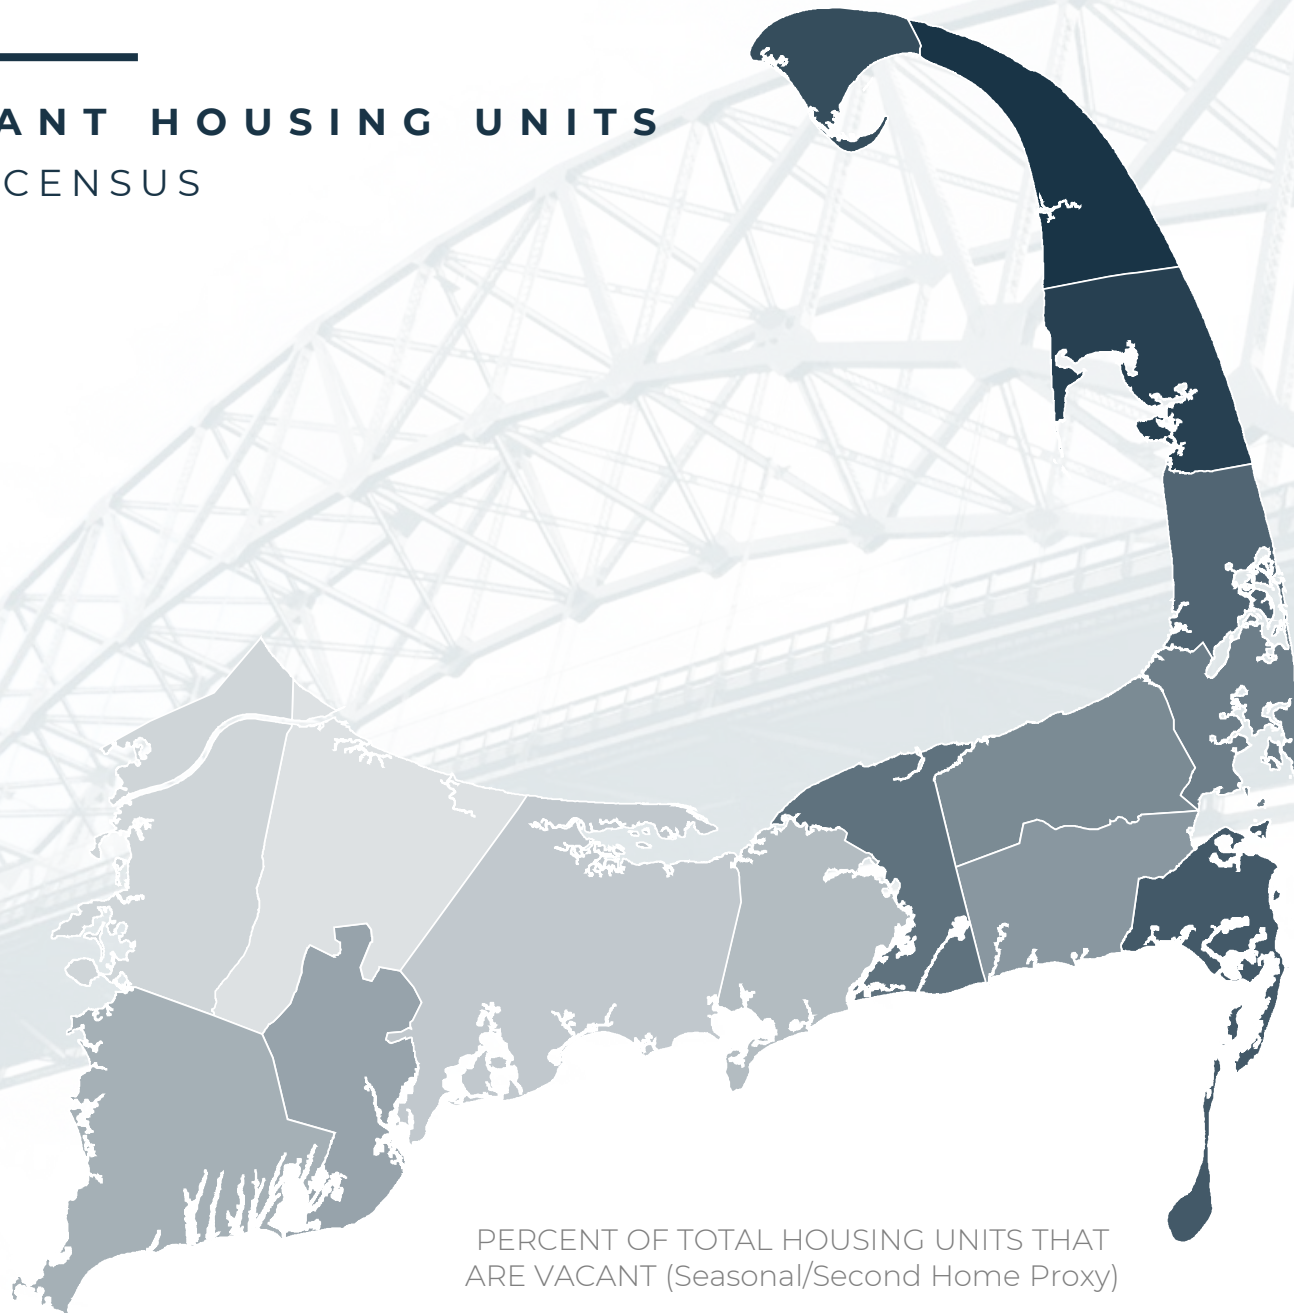 ANT HOUSING UNITS
CENSUS
PERCENT OF TOTAL HOUSING UNITS THAT
ARE VACANT (Seasonal/Second Home Proxy)